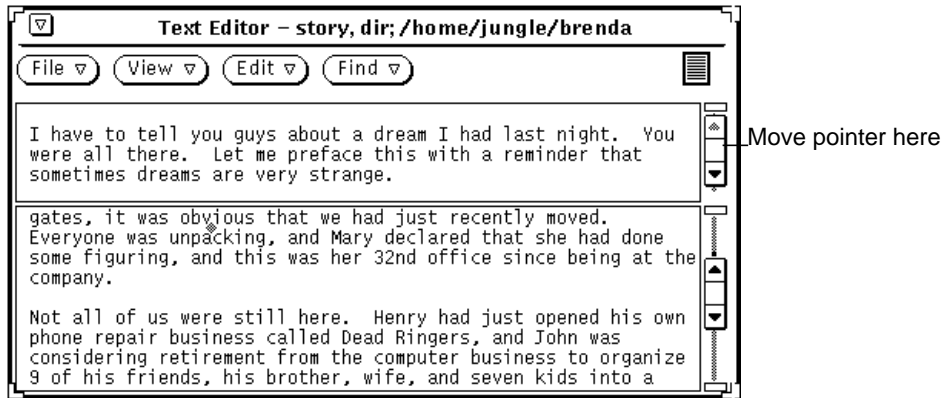 Text Editor – story, dir; /home/jungle/brenda
File View Edit Find
I have to tell you guys about a dream I had last night.  You
were all there.  Let me preface this with a reminder that
sometimes dreams are very strange.
Move pointer here
gates, it was obvious that we had just recently moved.
Everyone was unpacking, and Mary declared that she had done
some figuring, and this was her 32nd office since being at the
company.
Not all of us were still here.  Henry had just opened his own
phone repair business called Dead Ringers, and John was
considering retirement from the computer business to organize
9 of his friends, his brother, wife, and seven kids into a